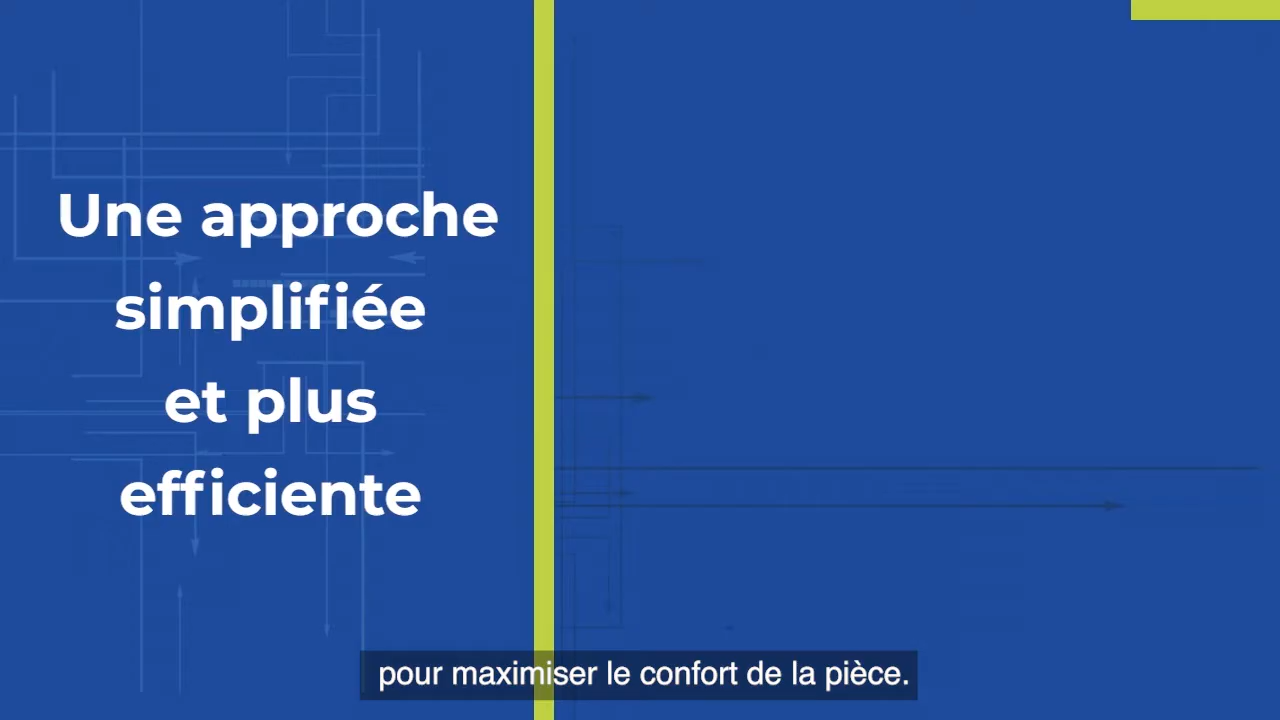 Une approche
simplifiée
et plus
efficiente
pour maximiser le confort de la pièce.